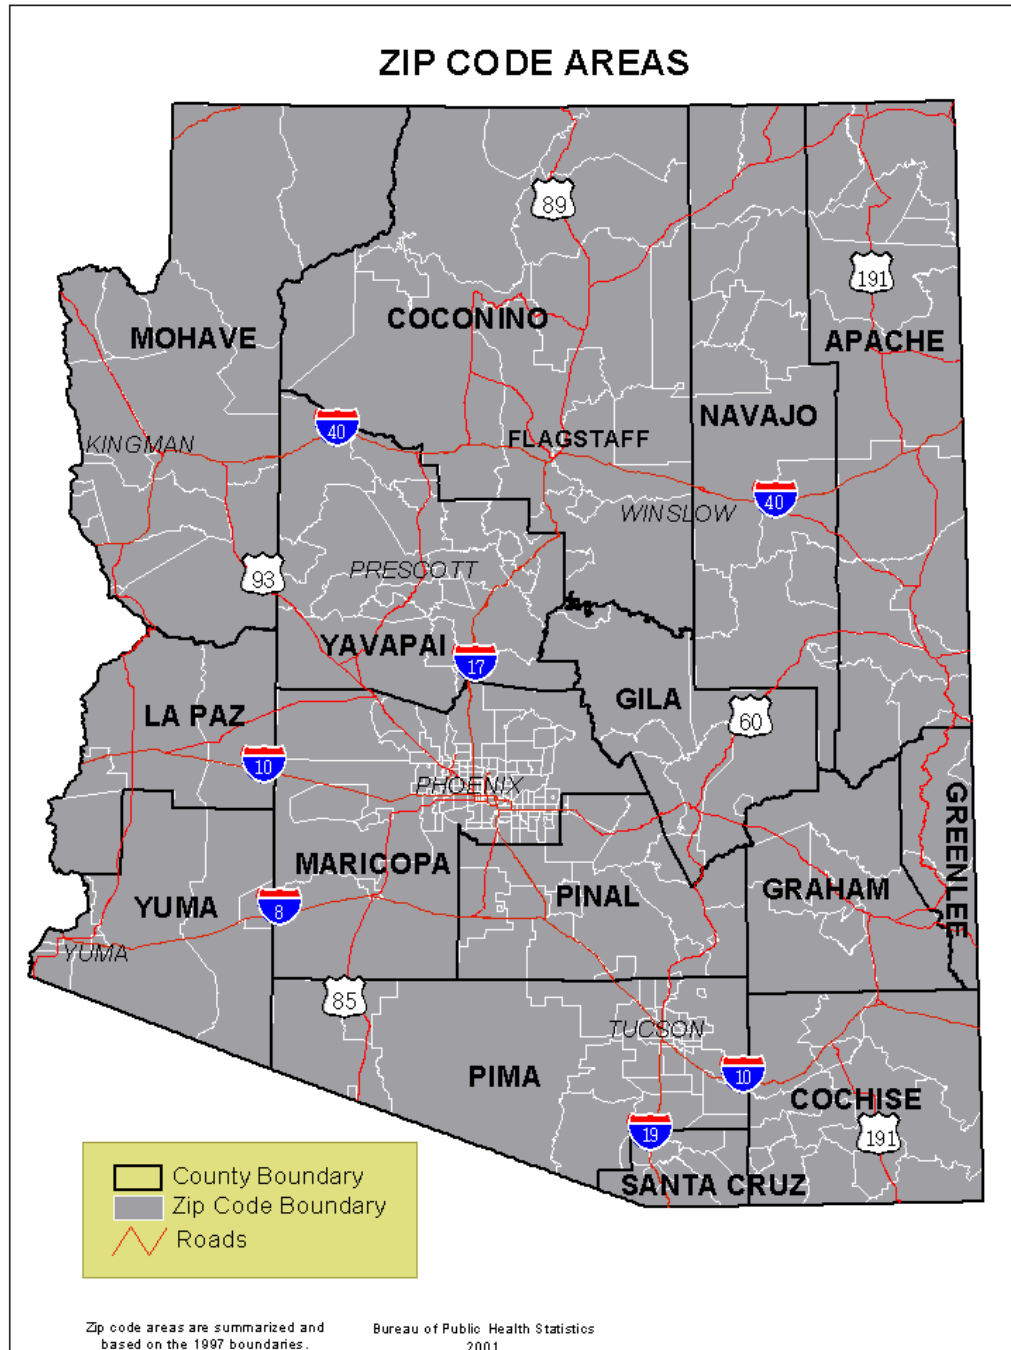 ZIP CODE AREAS
89
191
COCONINO
MOHAVE
APACHE
NAVAJO
40
FLAGSTAFF
KINGMAN
40
WINSLOW
93
PRESCOTT
YAVAPAI
17
GILA
LA PAZ
60
10
PHOENIX
GREENLEE
MARICOPA
PINAL
GRAHAM
YUMA
8
YUMA
85
TUCSON
PIMA
10
COCHISE
19
191
SANTA CRUZ
County Boundary
Zip Code Boundary
Roads
Zip code areas are summarized and
based on the 1997 boundaries.
Bureau of Public Health Statistics
2001